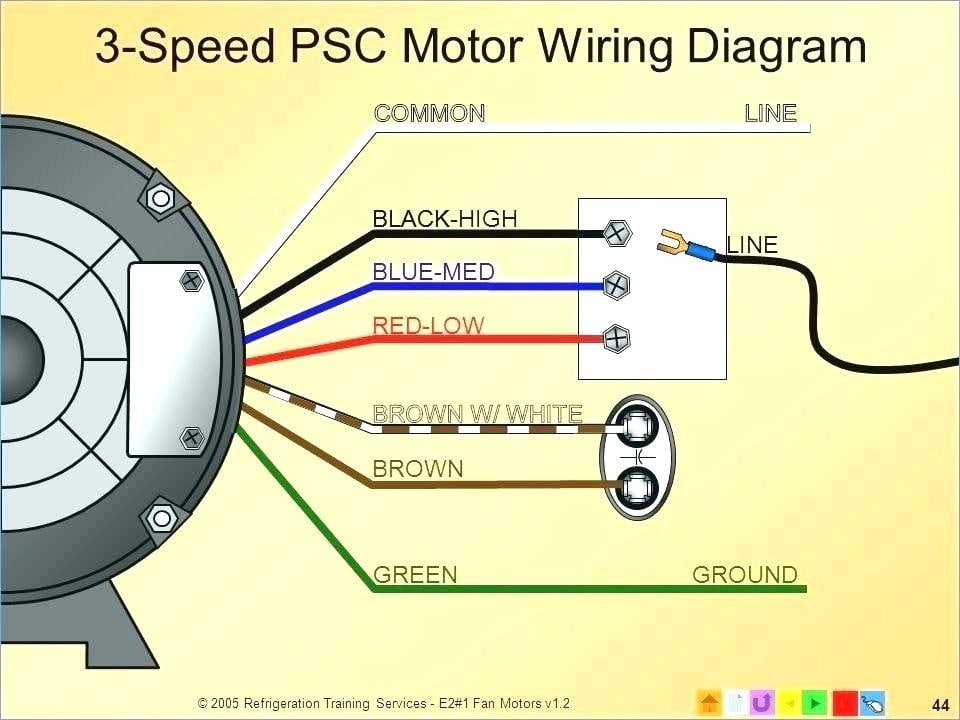 3-Speed PSC Motor Wiring Diagram
COMMON LINE
BLACK-HIGH
LINE
BLUE-MED
RED-LOW
BROWN W/ WHITE
BROWN
GREEN GROUND
© 2005 Refrigeration Training Services - E2#1 Fan Motors v1.2
44